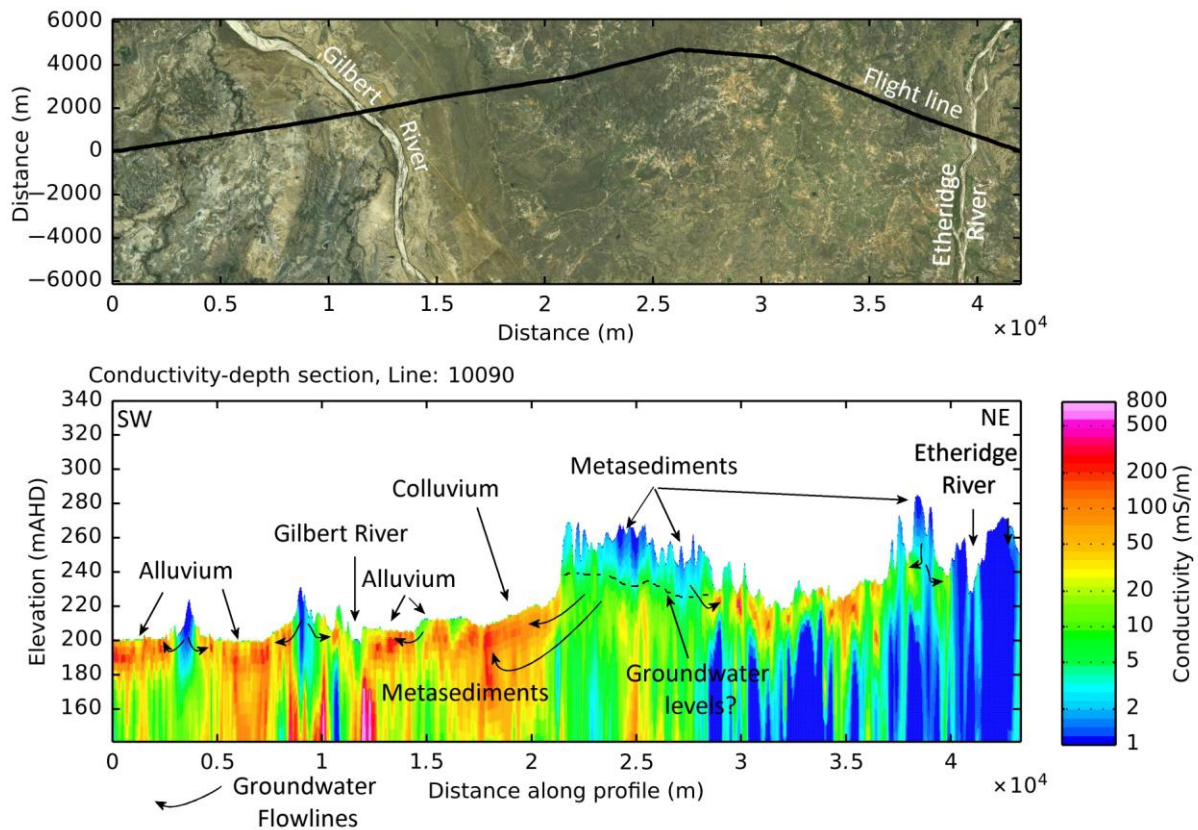 6000
4000
2000
0
−2000
−4000
−6000
Distance (m)
Gilbert
River
Flight line
Etheridge
River
0
0.5
1
1.5
2
2.5
3
3.5
4
×10⁴
Distance (m)
Conductivity-depth section, Line: 10090
340
320
300
280
260
240
220
200
180
160
Elevation (mAHD)
SW
NE
Metasediments
Etheridge
River
Colluvium
Gilbert River
Alluvium
Alluvium
Metasediments
Groundwater
levels?
0
0.5
1
1.5
2
2.5
3
3.5
4
×10⁴
Distance along profile (m)
Groundwater
Flowlines
800
500
200
100
50
20
10
5
2
1
Conductivity (mS/m)